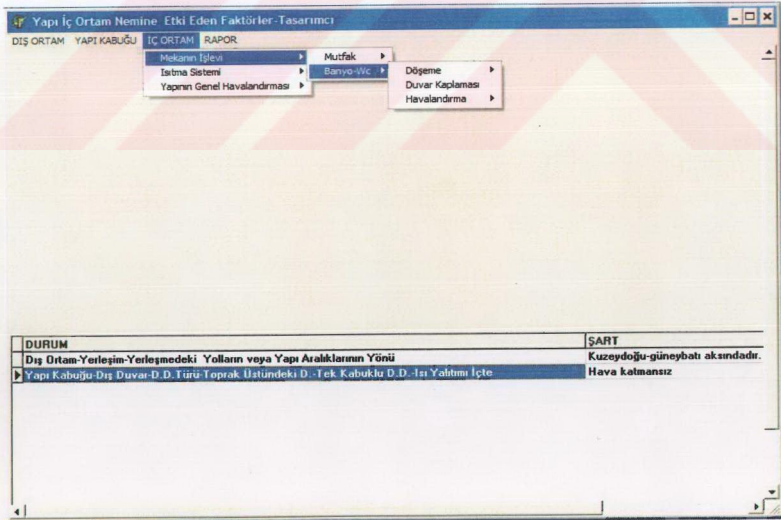 Yapı İç Ortam Nemine Etki Eden Faktörler-Tasarımcı
DIŞ ORTAM YAPI KABUĞU İÇ ORTAM RAPOR
Mekanın İşlevi
Mutfak
Isıtma Sistemi
Banyo-Wc
Döşeme
Yapının Genel Havalandırması
Duvar Kaplaması
Havalandırma
DURUM ŞART
Dış Ortam-Yerleşim-Yerleşmedeki Yolların veya Yapı Aralıklarının Yönü Kuzeydoğu-güneybatı aksındadır.
Yapı Kabuğu-Dış Duvar-D.D.Türü-Toprak Üstündeki D.-Tek Kabuklu D.D.-Isı Yalıtımı İçte Hava katmansız